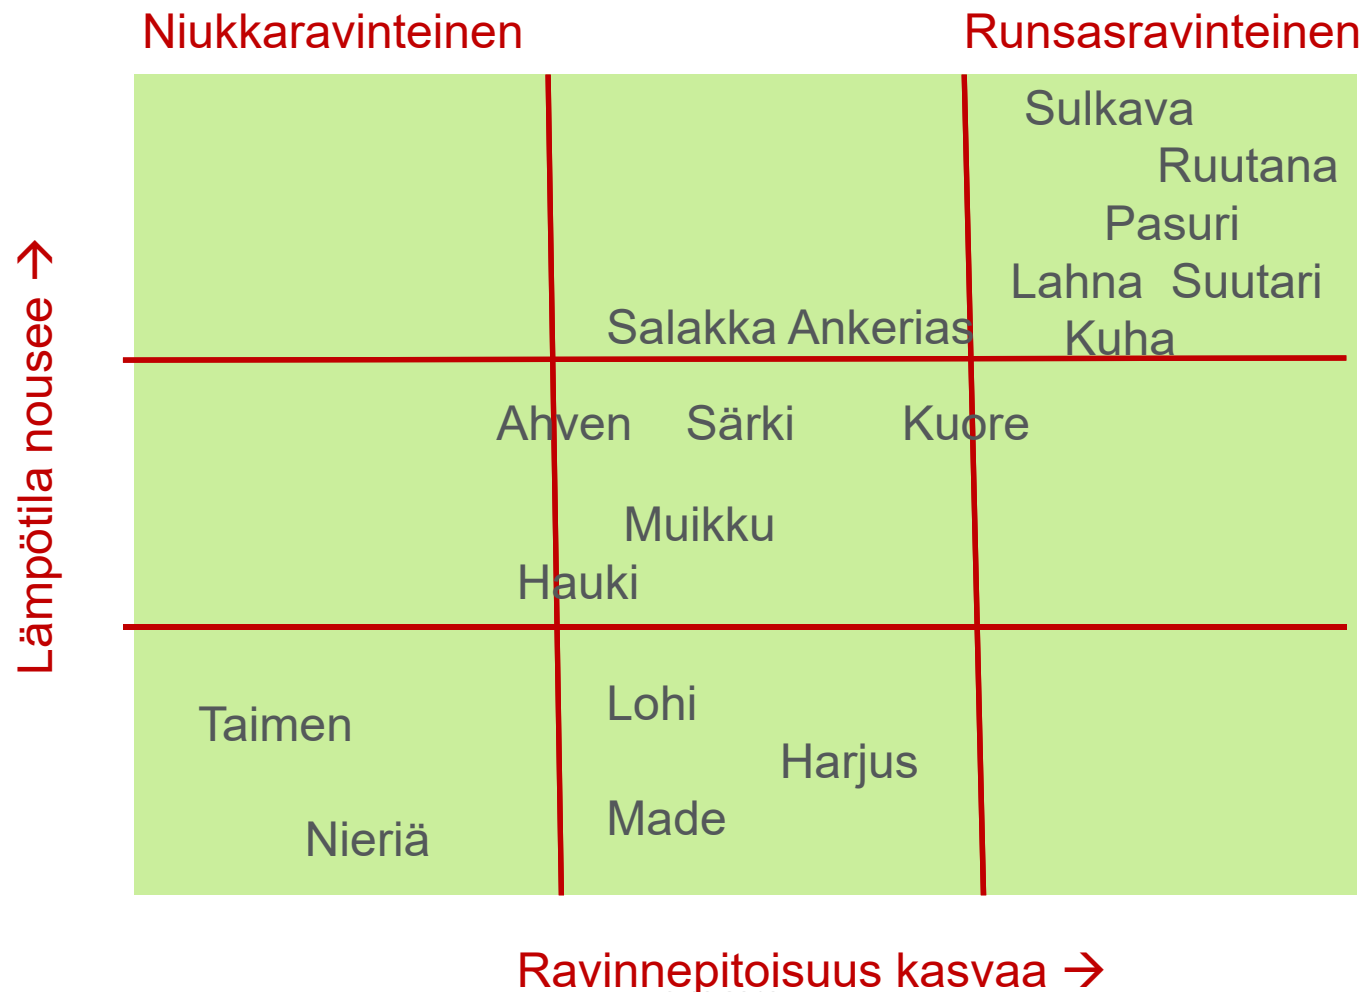 Niukkaravinteinen Runsasravinteinen
Sulkava
Ruutana
Pasuri
Lahna Suutari
Salakka Ankerias Kuha
Ahven Särki Kuore
Muikku
Hauki
Lohi
Taimen
Harjus
Made
Nieriä
Lämpötila nousee →
Ravinnepitoisuus kasvaa →